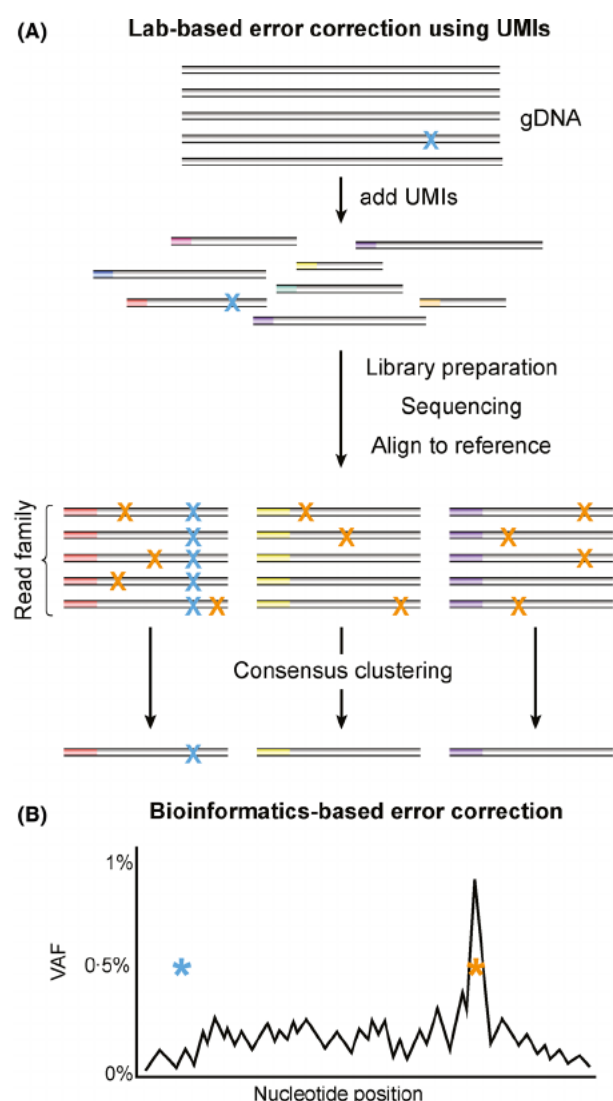 (A) Lab-based error correction using UMIs
gDNA
add UMIs
Library preparation
Sequencing
Align to reference
Read family
Consensus clustering
(B) Bioinformatics-based error correction
1%
VAF
0·5%
0%
Nucleotide position